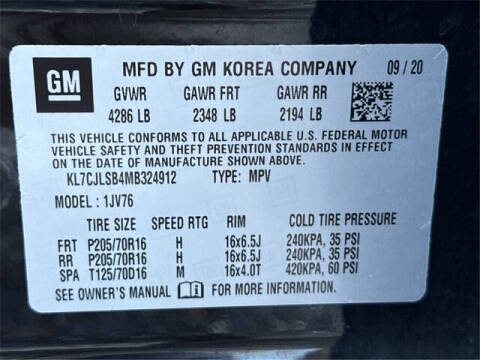 GM MFD BY GM KOREA COMPANY 09 / 20
GVWR GAWR FRT GAWR RR
4286 LB 2348 LB 2194 LB
THIS VEHICLE CONFORMS TO ALL APPLICABLE U.S. FEDERAL MOTOR
VEHICLE SAFETY AND THEFT PREVENTION STANDARDS IN EFFECT
ON THE DATE OF MANUFACTURE SHOWN ABOVE.
KL7CJLSB4MB324912 TYPE: MPV
MODEL : 1JV76
TIRE SIZE SPEED RTG RIM COLD TIRE PRESSURE
FRT P205/70R16 H 16x6.5J 240KPA, 35 PSI
RR P205/70R16 H 16x6.5J 240KPA, 35 PSI
SPA T125/70D16 M 16x4.0T 420KPA, 60 PSI
SEE OWNER'S MANUAL FOR MORE INFORMATION.